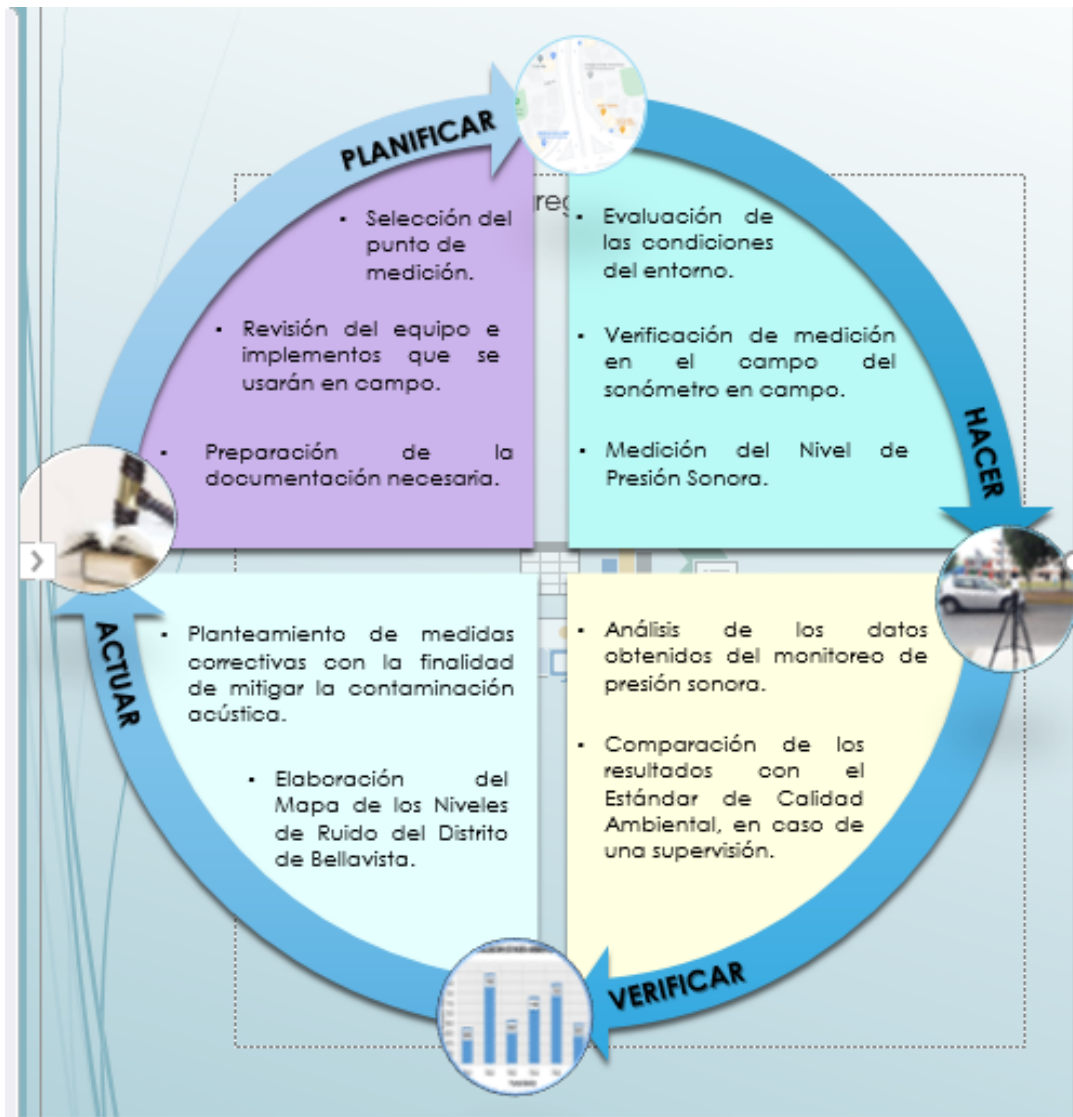 PLANIFICAR
▪ Selección del
punto de
medición.
▪ Revisión del equipo e
implementos que se
usarán en campo.
▪ Preparación de la
documentación necesaria.
HACER
▪ Evaluación de
las condiciones
del entorno.
▪ Verificación de medición
en el campo del
sonómetro en campo.
▪ Medición del Nivel de
Presión Sonora.
VERIFICAR
▪ Análisis de los datos
obtenidos del monitoreo de
presión sonora.
▪ Comparación de los
resultados con el
Estándar de Calidad
Ambiental, en caso de
una supervisión.
ACTUAR
▪ Planteamiento de medidas
correctivas con la finalidad
de mitigar la contaminación
acústica.
▪ Elaboración del
Mapa de los Niveles
de Ruido del Distrito
de Bellavista.